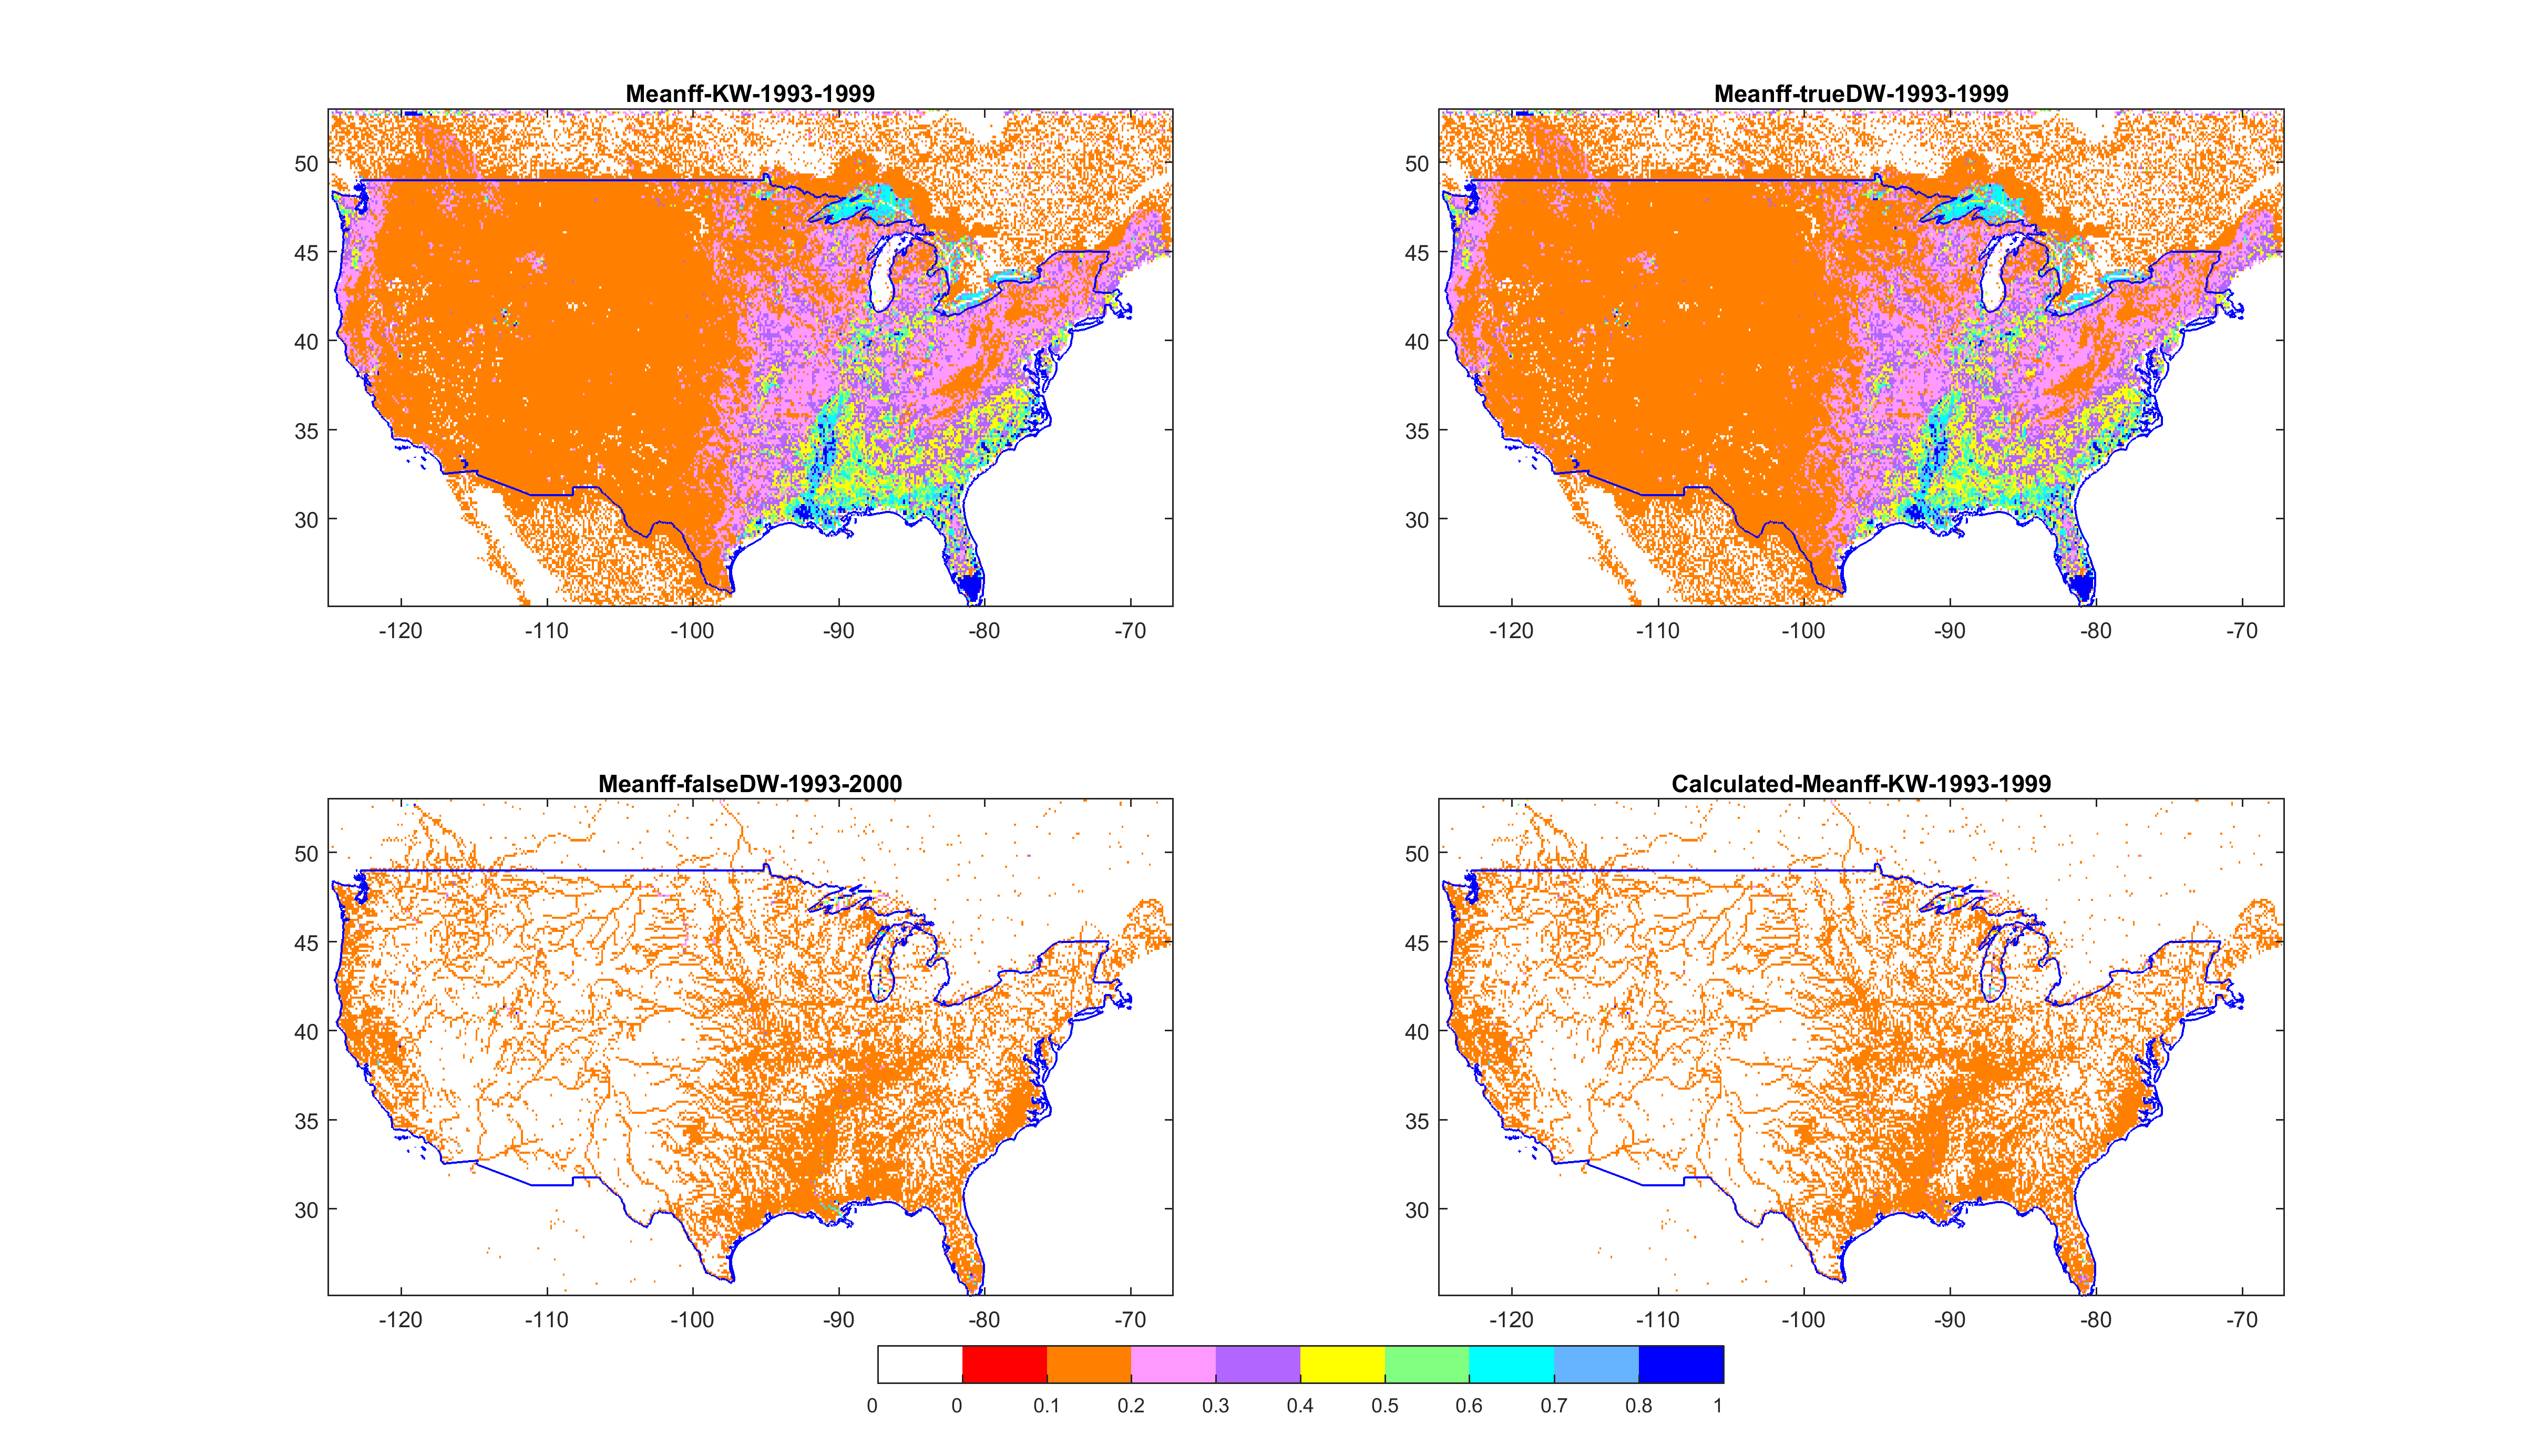 Meanff-KW-1993-1999
Meanff-trueDW-1993-1999
50
45
40
35
30
-120 -110 -100 -90 -80 -70
50
45
40
35
30
-120 -110 -100 -90 -80 -70
Meanff-falseDW-1993-2000
Calculated-Meanff-KW-1993-1999
50
45
40
35
30
-120 -110 -100 -90 -80 -70
50
45
40
35
30
-120 -110 -100 -90 -80 -70
0 0 0.1 0.2 0.3 0.4 0.5 0.6 0.7 0.8 1